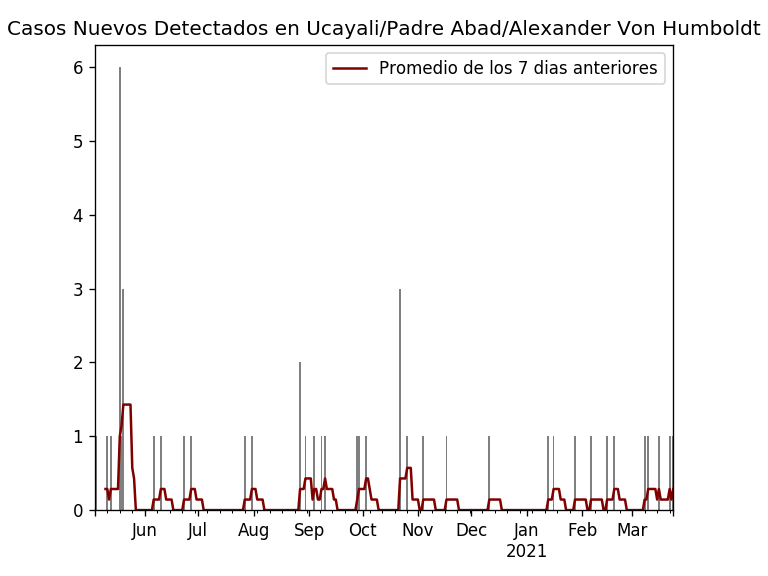 Casos Nuevos Detectados en Ucayali/Padre Abad/Alexander Von Humboldt
Promedio de los 7 dias anteriores
6
5
4
3
2
1
0
Jun Jul Aug Sep Oct Nov Dec Jan Feb Mar
2021